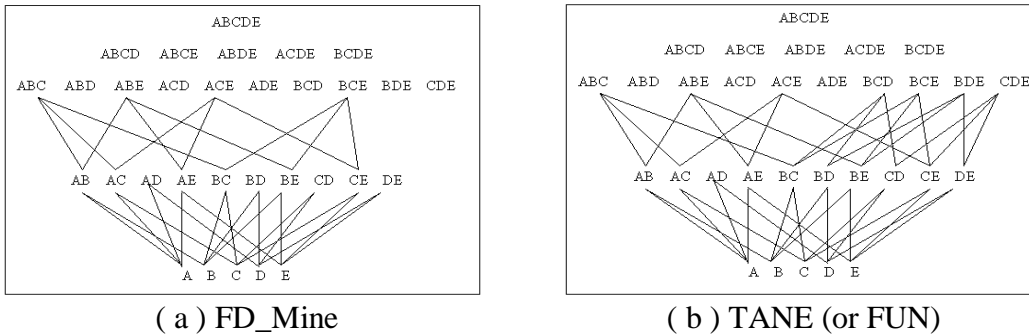 ABCDE
ABCD ABCE ABDE ACDE BCDE
ABC ABD ABE ACD ACE ADE BCD BCE BDE CDE
AB AC AD AE BC BD BE CD CE DE
A B C D E
( a ) FD_Mine
ABCDE
ABCD ABCE ABDE ACDE BCDE
ABC ABD ABE ACD ACE ADE BCD BCE BDE CDE
AB AC AD AE BC BD BE CD CE DE
A B C D E
( b ) TANE (or FUN)